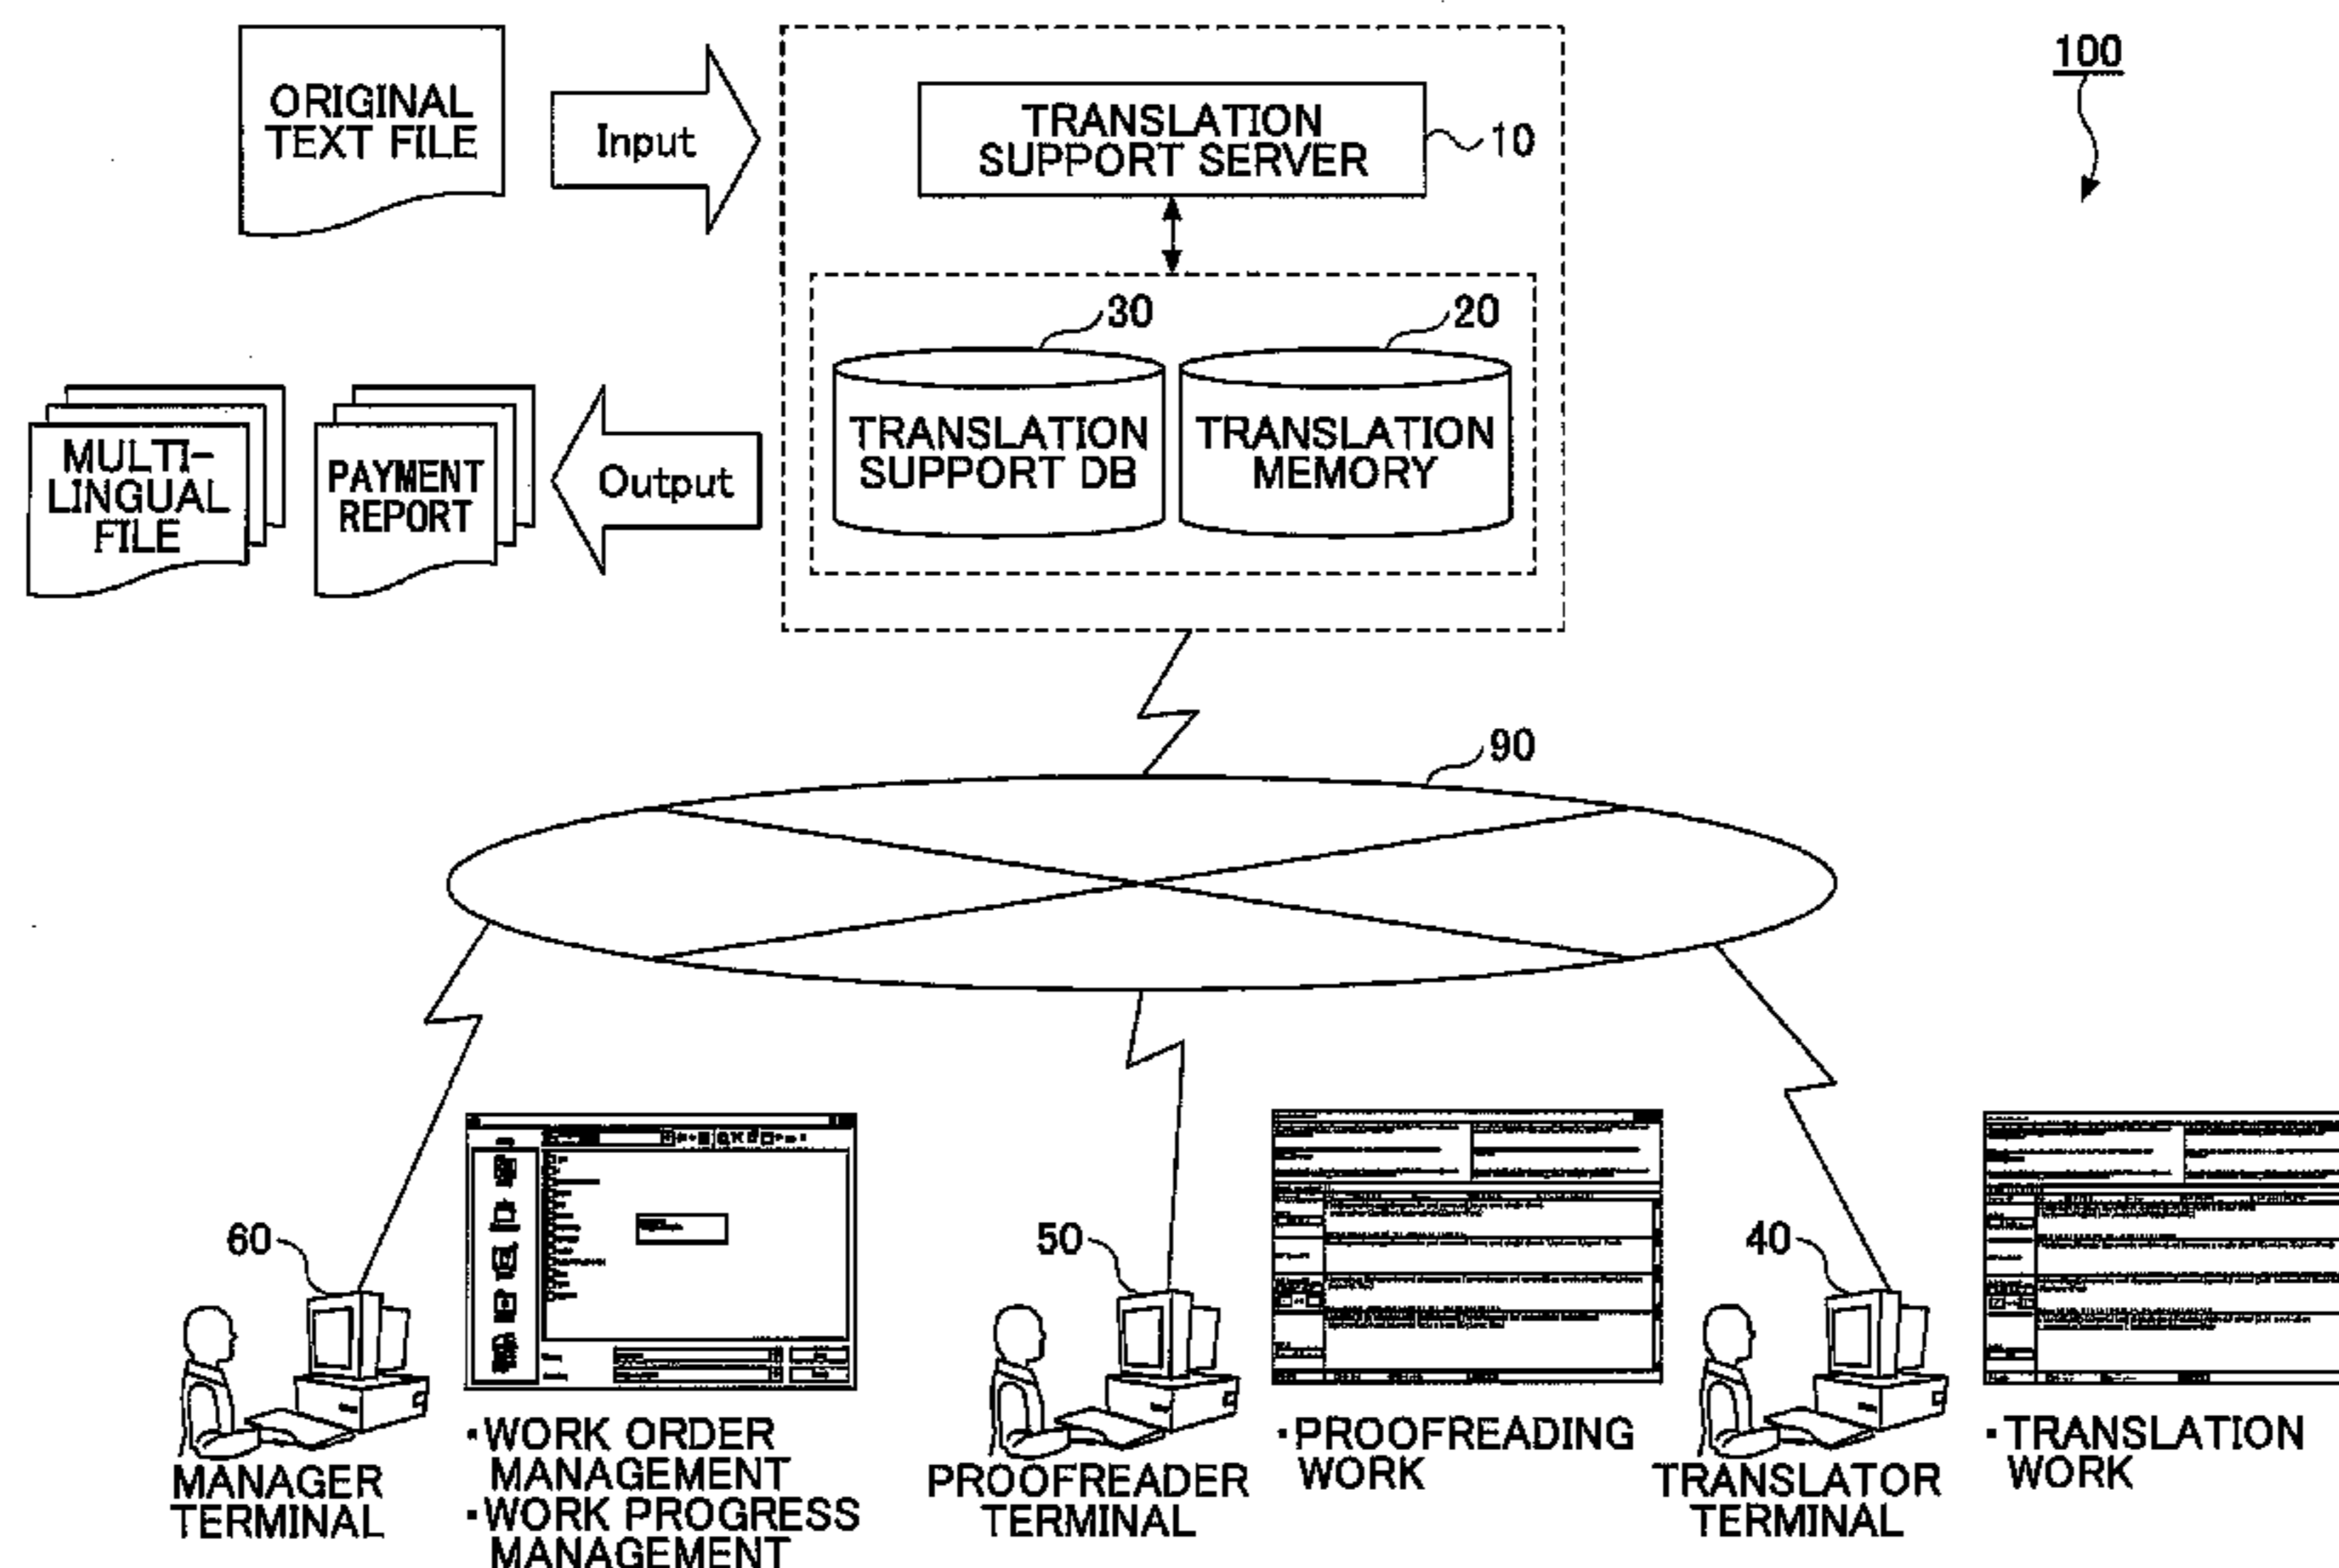 ORIGINAL
TEXT FILE
Input
TRANSLATION
SUPPORT SERVER
10
100
30
20
TRANSLATION
SUPPORT DB
TRANSLATION
MEMORY
MULTI-
LINGUAL
FILE
PAYMENT
REPORT
Output
90
60
50
40
MANAGER
TERMINAL
・WORK ORDER
MANAGEMENT
・WORK PROGRESS
MANAGEMENT
PROOFREADER
TERMINAL
・PROOFREADING
WORK
TRANSLATOR
TERMINAL
・TRANSLATION
WORK